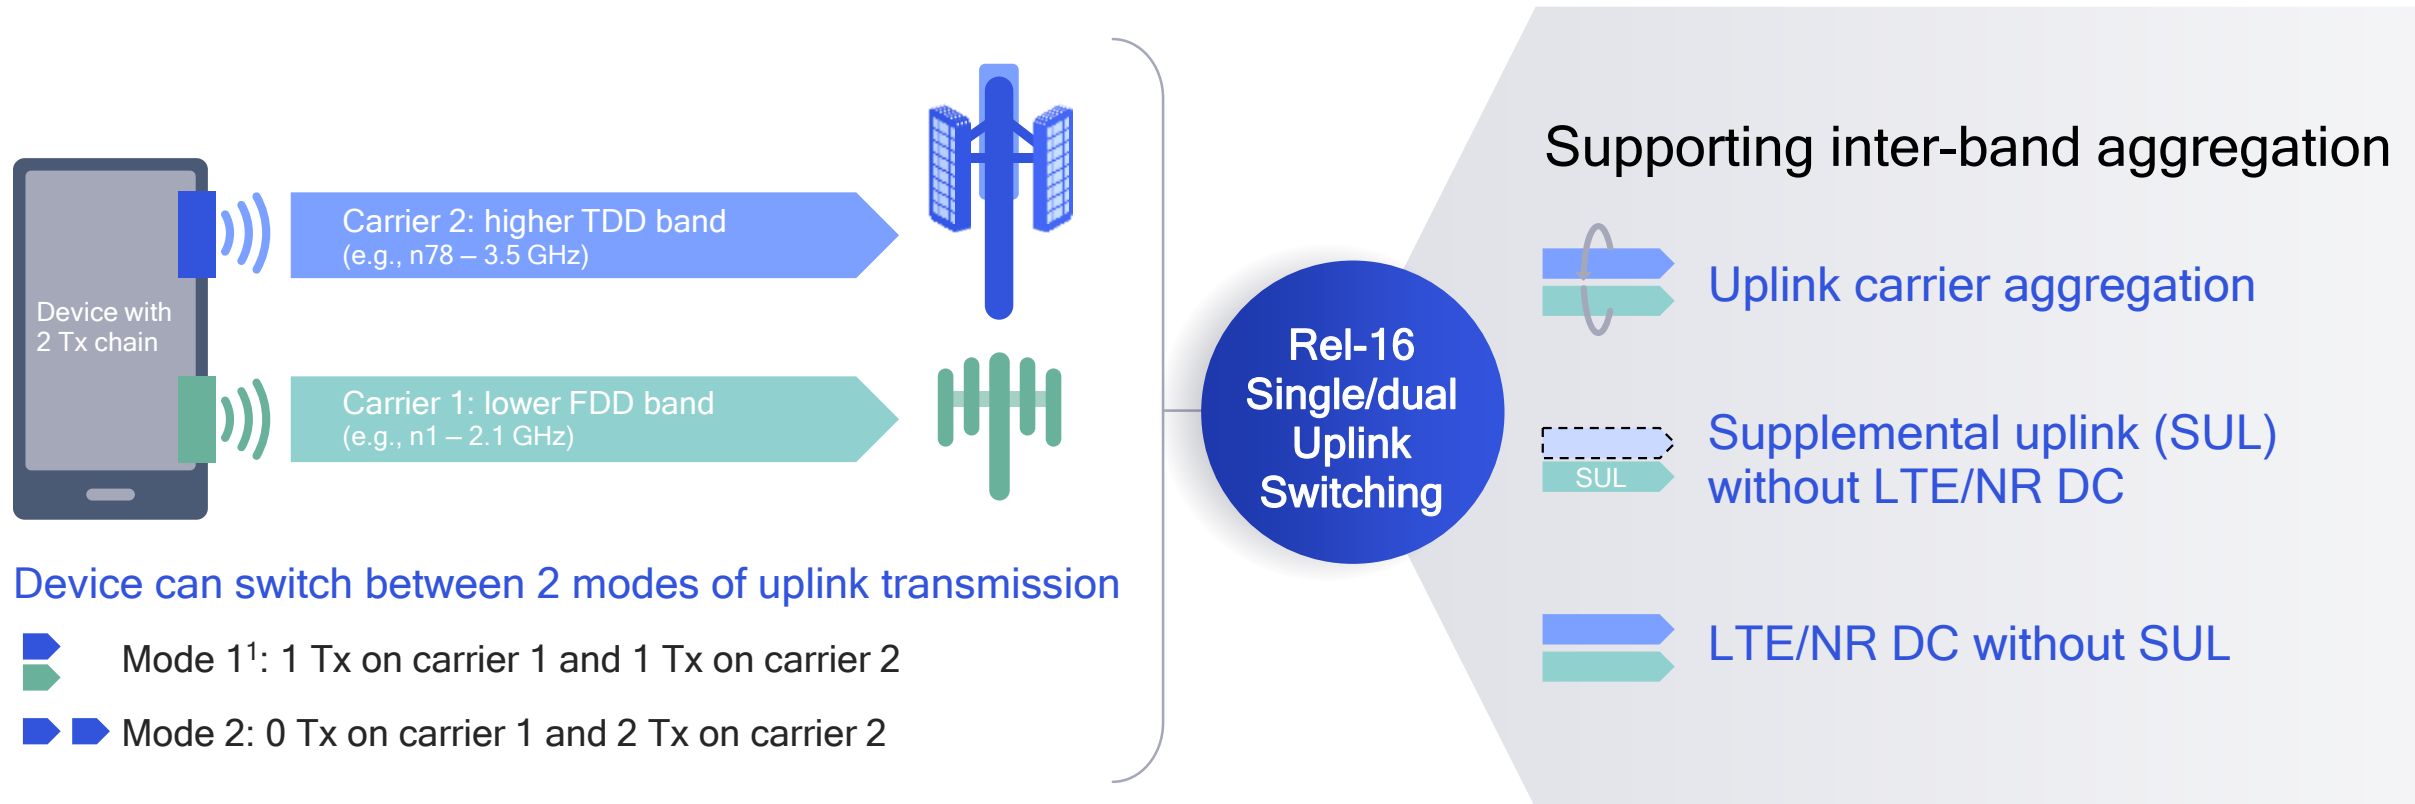 Device with
2 Tx chain
Carrier 2: higher TDD band
(e.g., n78 – 3.5 GHz)
Carrier 1: lower FDD band
(e.g., n1 – 2.1 GHz)
Device can switch between 2 modes of uplink transmission
Mode 1¹: 1 Tx on carrier 1 and 1 Tx on carrier 2
Mode 2: 0 Tx on carrier 1 and 2 Tx on carrier 2
Rel-16
Single/dual
Uplink
Switching
Supporting inter-band aggregation
Uplink carrier aggregation
SUL
Supplemental uplink (SUL)
without LTE/NR DC
LTE/NR DC without SUL